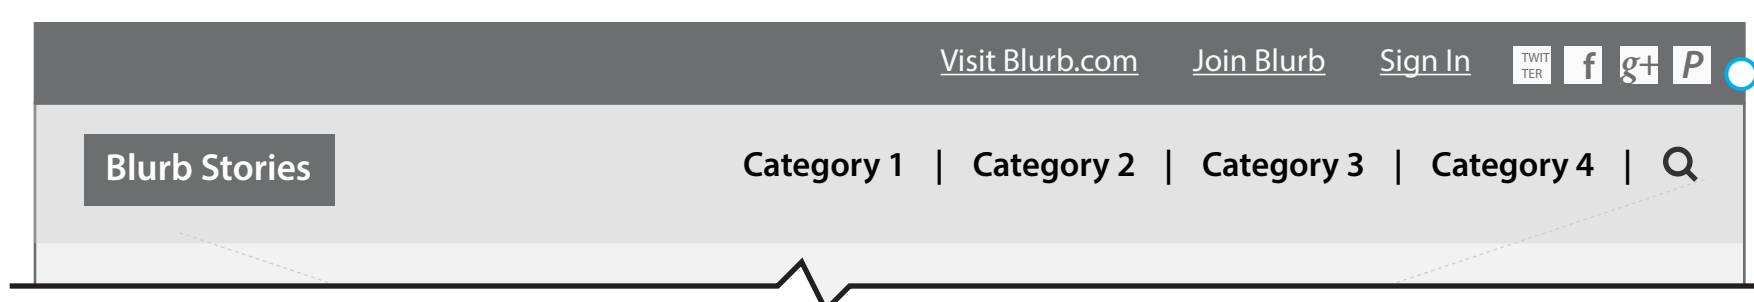 Visit Blurb.com Join Blurb Sign In TWIT f g+ P
TER
Blurb Stories Category 1 | Category 2 | Category 3 | Category 4 |